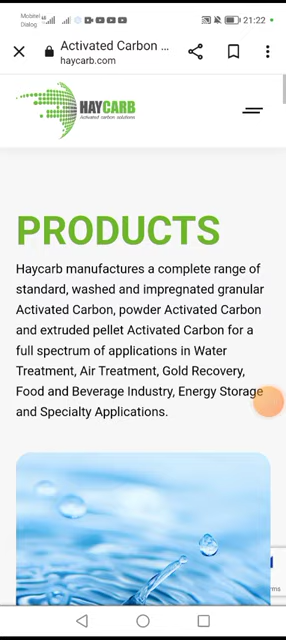 Mobitel
Dialog
21:22
Activated Carbon ...
haycarb.com
HAYCARB
Activated carbon solutions
PRODUCTS
Haycarb manufactures a complete range of
standard, washed and impregnated granular
Activated Carbon, powder Activated Carbon
and extruded pellet Activated Carbon for a
full spectrum of applications in Water
Treatment, Air Treatment, Gold Recovery,
Food and Beverage Industry, Energy Storage
and Specialty Applications.
rms